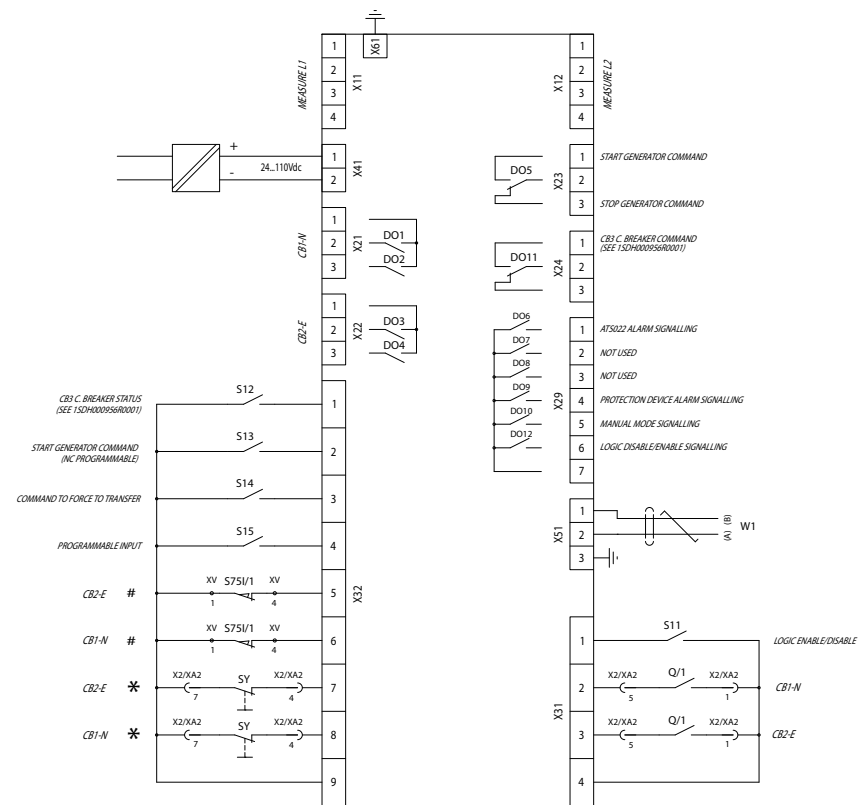 X61
MEASURE L1
1
2
3
4
X11
X12
1
2
3
4
MEASURE L2
+
-
24...110Vdc
1
2
X41
CB1-N
1
2
3
X21
DO1
DO2
CB2-E
1
2
3
X22
DO3
DO4
DO5
X23
1
2
3
START GENERATOR COMMAND
STOP GENERATOR COMMAND
DO11
X24
1
2
3
CB3 C. BREAKER COMMAND
(SEE 1SDH000956R0001)
DO6
DO7
DO8
DO9
DO10
DO12
X29
1 ATS022 ALARM SIGNALLING
2 NOT USED
3 NOT USED
4 PROTECTION DEVICE ALARM SIGNALLING
5 MANUAL MODE SIGNALLING
6 LOGIC DISABLE/ENABLE SIGNALLING
7
CB3 C. BREAKER STATUS
(SEE 1SDH000956R0001)
S12
1
START GENERATOR COMMAND
(NC PROGRAMMABLE)
S13
2
COMMAND TO FORCE TO TRANSFER
S14
3
PROGRAMMABLE INPUT
S15
4
X32
CB2-E # XV S75I/1 XV
1 4
5
CB1-N # XV S75I/1 XV
1 4
6
CB2-E * X2/XA2 SY X2/XA2
7 4
7
CB1-N * X2/XA2 SY X2/XA2
7 4
8
9
X51
1
2
3
(B)
(A)
W1
X31
1
S11
LOGIC ENABLE/DISABLE
2
X2/XA2 Q/1 X2/XA2
5 1
CB1-N
3
X2/XA2 Q/1 X2/XA2
5 1
CB2-E
4